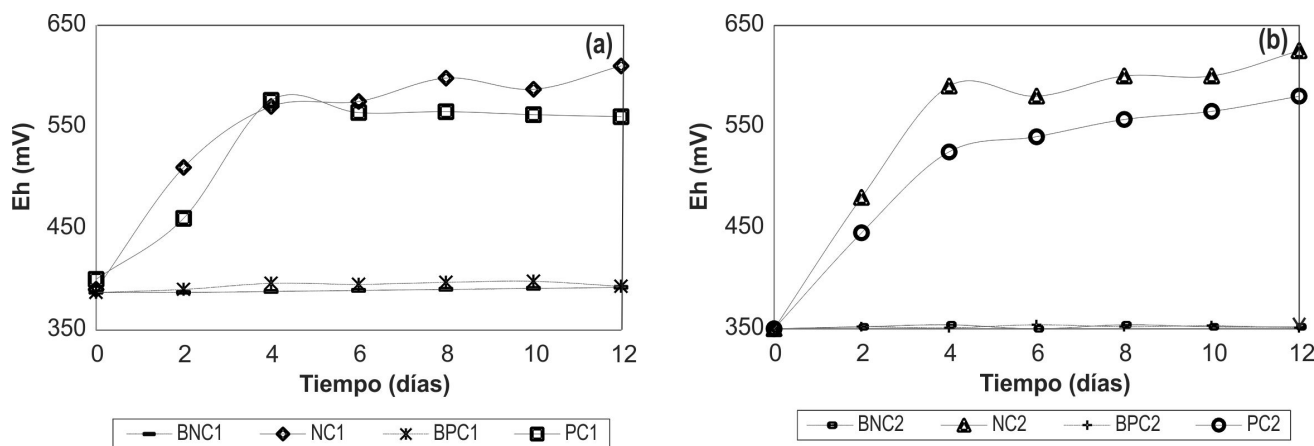 650
(a)
550
450
350
Eh (mV)
0 2 4 6 8 10 12
Tiempo (días)
BNC1 NC1 BPC1 PC1
650
(b)
550
450
350
Eh (mV)
0 2 4 6 8 10 12
Tiempo (días)
BNC2 NC2 BPC2 PC2